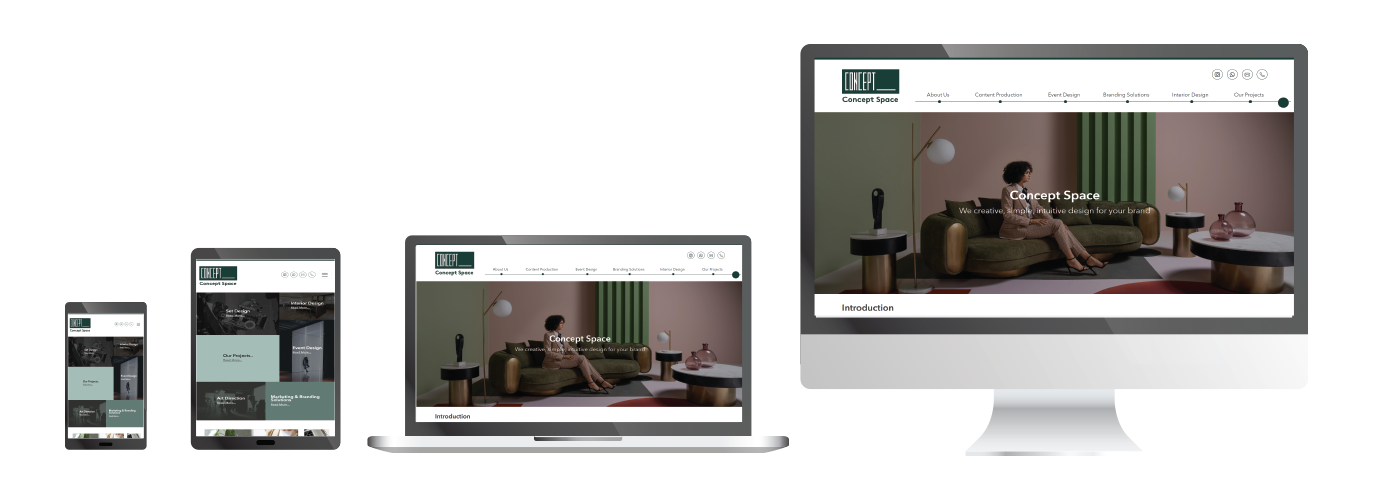 CONCEPT___
Concept Space
Set Design
Interior Design
Our Projects..
Event Design
Art Direction
Marketing & Branding
Solutions
CONCEPT___
Concept Space
Interior Design
Read More...
Set Design
Read More...
Our Projects..
Read More...
Event Design
Read More...
Art Direction
Read More...
Marketing & Branding
Solutions
Read More...
CONCEPT___
Concept Space
About Us Content Production Event Design Branding Solutions Interior Design Our Projects
Concept Space
We creative, simple, intuitive design for your brand
Introduction
CONCEPT___
Concept Space
About Us Content Production Event Design Branding Solutions Interior Design Our Projects
Concept Space
We creative, simple, intuitive design for your brand
Introduction